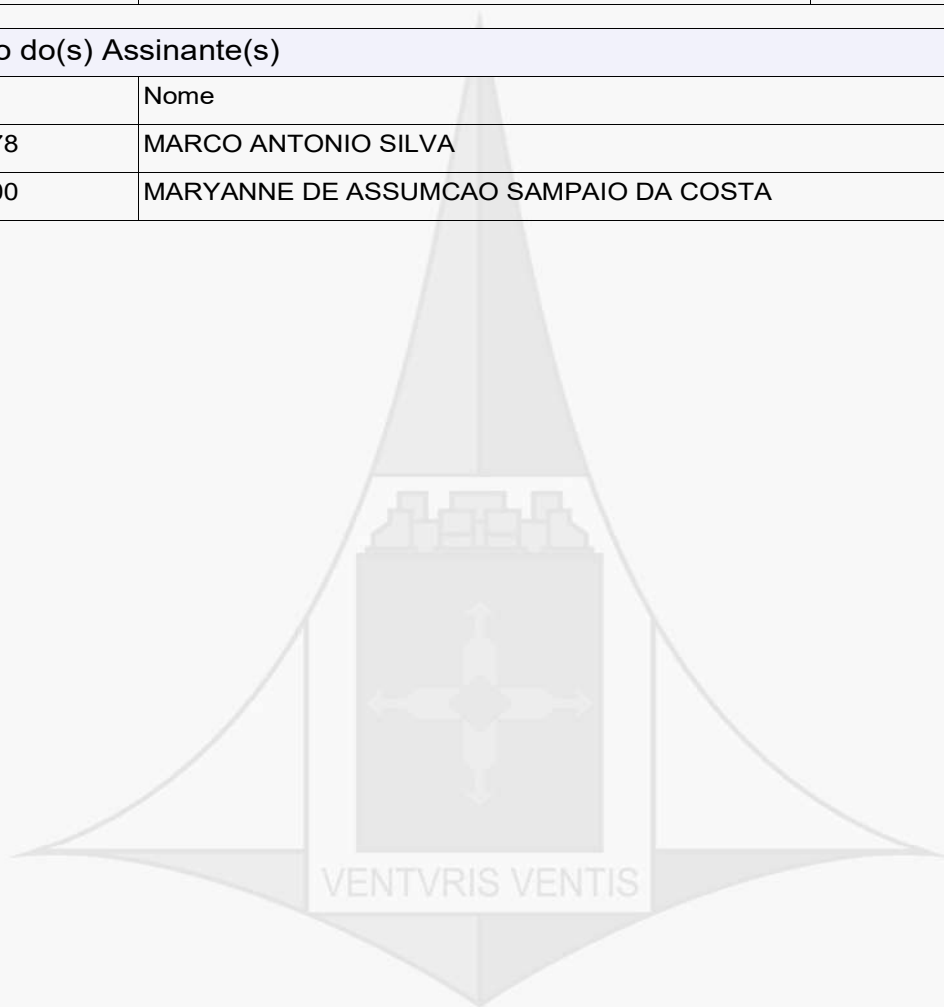 o do(s) Assinante(s)
Nome
78 MARCO ANTONIO SILVA
00 MARYANNE DE ASSUMCAO SAMPAIO DA COSTA
VENTVRIS VENTIS